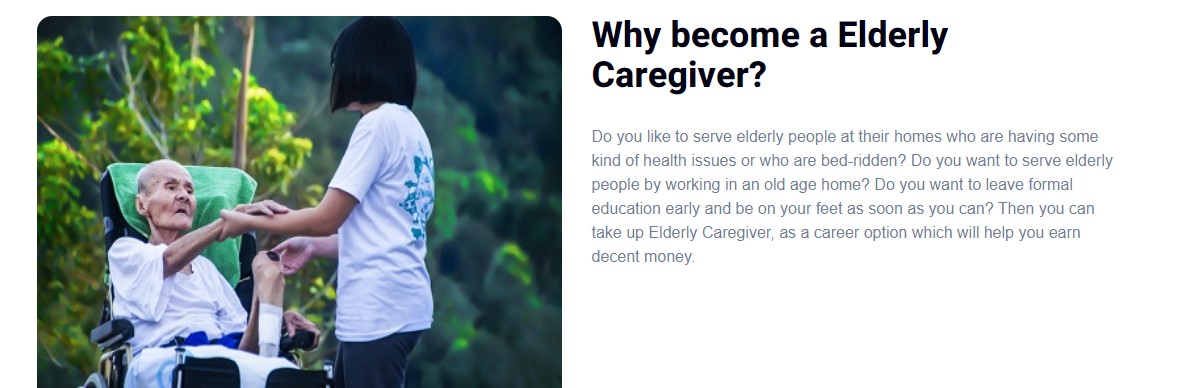 Why become a Elderly
Caregiver?
Do you like to serve elderly people at their homes who are having some
kind of health issues or who are bed-ridden? Do you want to serve elderly
people by working in an old age home? Do you want to leave formal
education early and be on your feet as soon as you can? Then you can
take up Elderly Caregiver, as a career option which will help you earn
decent money.